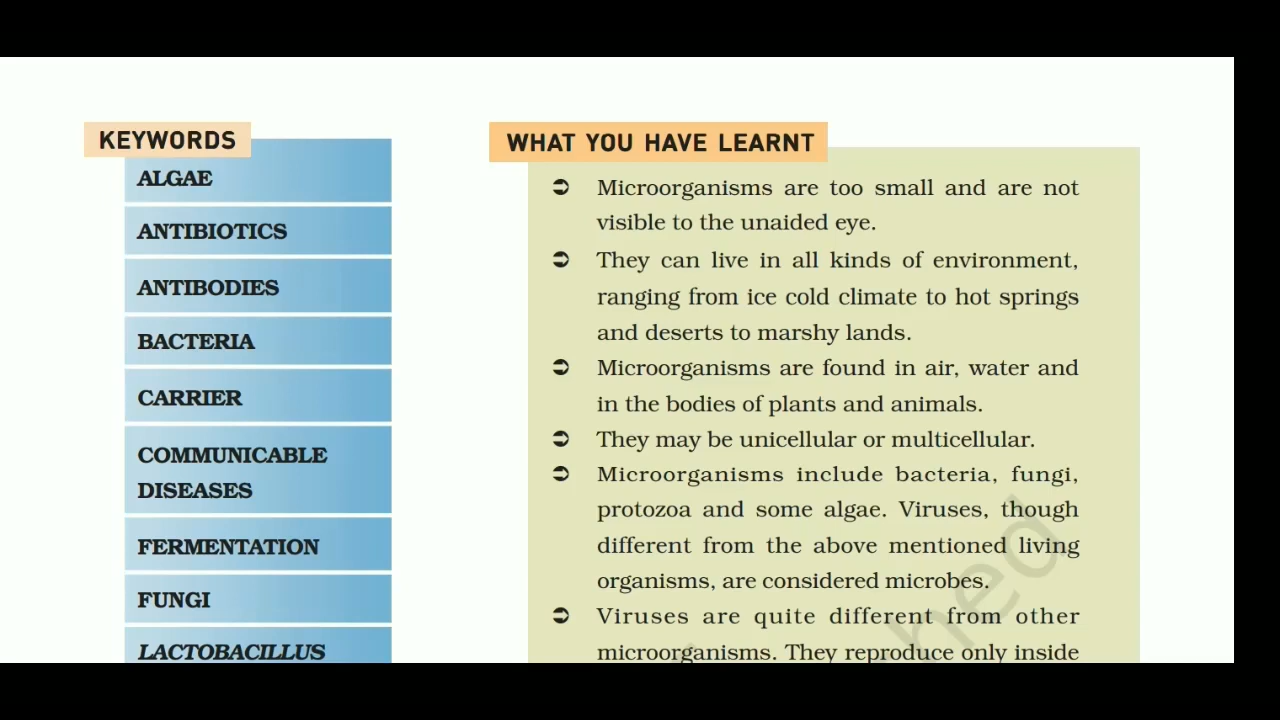 KEYWORDS
ALGAE
ANTIBIOTICS
ANTIBODIES
BACTERIA
CARRIER
COMMUNICABLE
DISEASES
FERMENTATION
FUNGI
LACTOBACILLUS
WHAT YOU HAVE LEARNT
➲ Microorganisms are too small and are not
visible to the unaided eye.
➲ They can live in all kinds of environment,
ranging from ice cold climate to hot springs
and deserts to marshy lands.
➲ Microorganisms are found in air, water and
in the bodies of plants and animals.
➲ They may be unicellular or multicellular.
➲ Microorganisms include bacteria, fungi,
protozoa and some algae. Viruses, though
different from the above mentioned living
organisms, are considered microbes.
➲ Viruses are quite different from other
microorganisms. They reproduce only inside